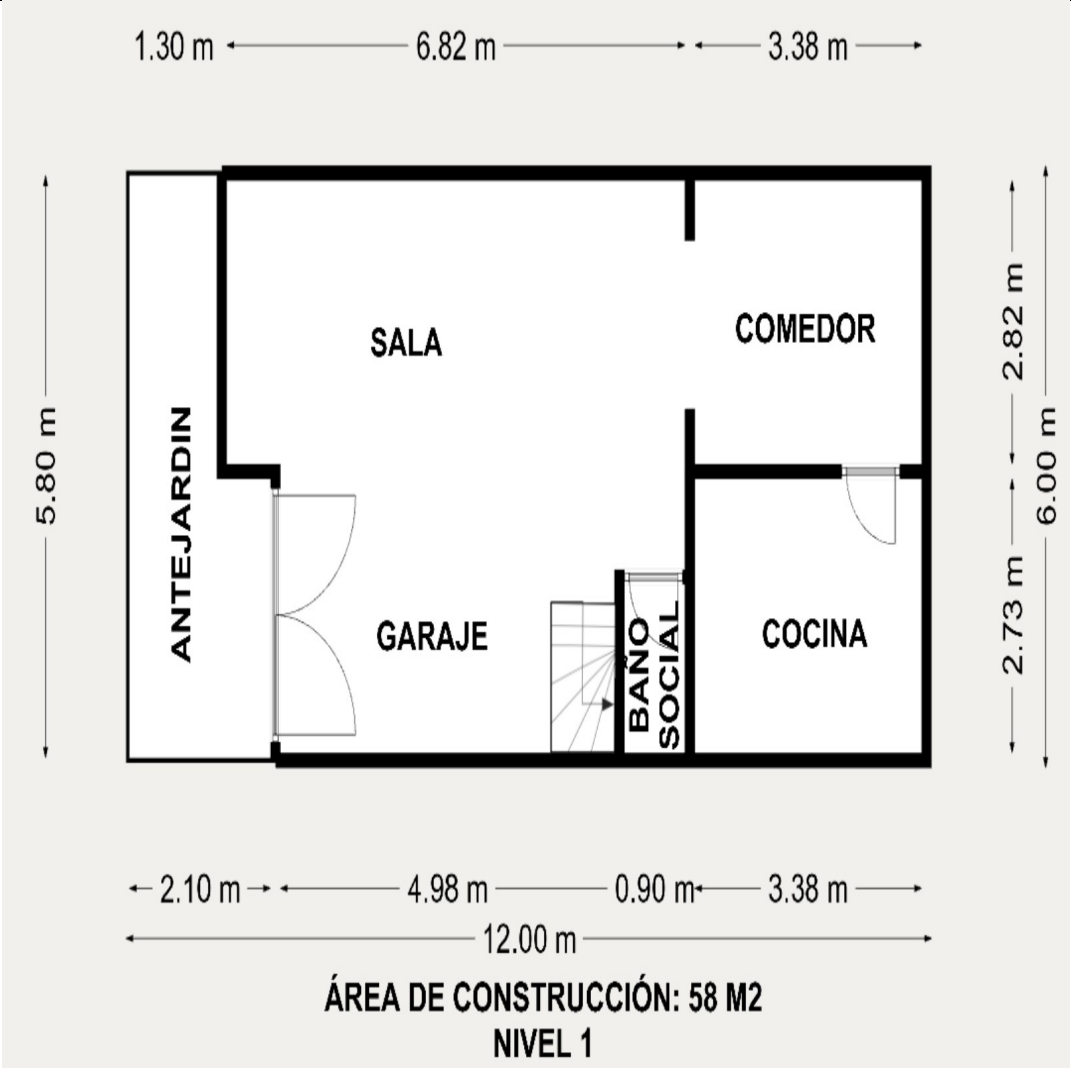 1.30 m
6.82 m
3.38 m
5.80 m
ANTEJARDIN
SALA
COMEDOR
2.82 m
6.00 m
GARAJE
BAÑO
SOCIAL
COCINA
2.73 m
2.10 m
4.98 m
0.90 m
3.38 m
12.00 m
ÁREA DE CONSTRUCCIÓN: 58 M2
NIVEL 1